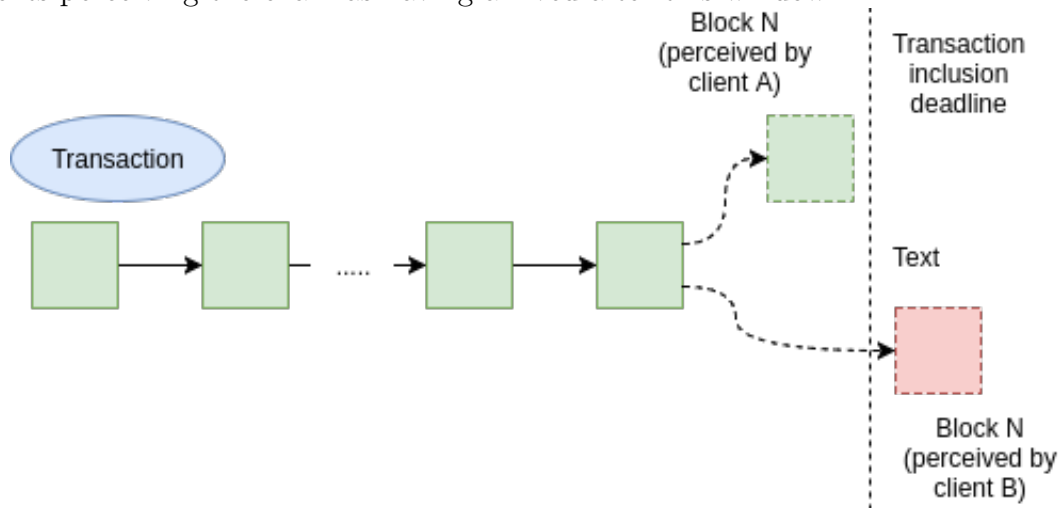 Block N
(perceived by
client A)
Transaction
inclusion
deadline
Transaction
.....
Text
Block N
(perceived by
client B)